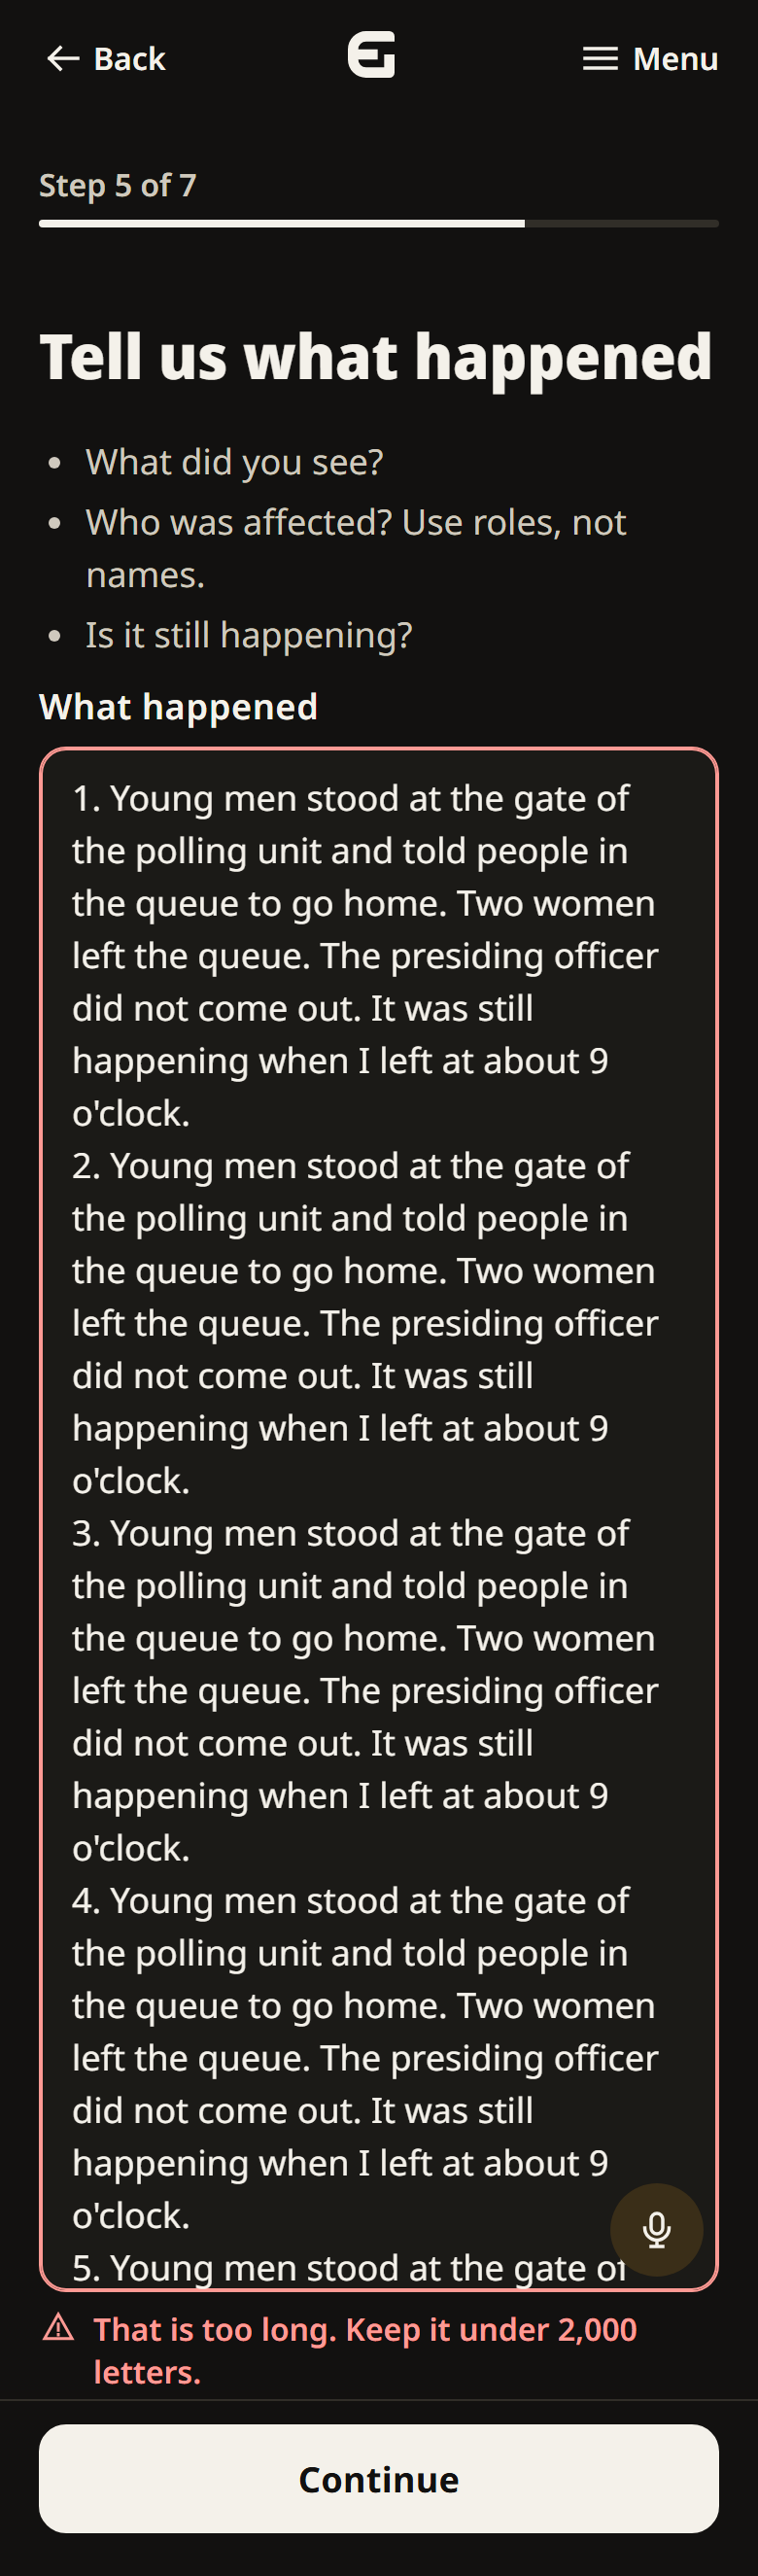 Back
Menu
Step 5 of 7
Tell us what happened
• What did you see?
• Who was affected? Use roles, not
names.
• Is it still happening?
What happened
1. Young men stood at the gate of
the polling unit and told people in
the queue to go home. Two women
left the queue. The presiding officer
did not come out. It was still
happening when I left at about 9
o'clock.
2. Young men stood at the gate of
the polling unit and told people in
the queue to go home. Two women
left the queue. The presiding officer
did not come out. It was still
happening when I left at about 9
o'clock.
3. Young men stood at the gate of
the polling unit and told people in
the queue to go home. Two women
left the queue. The presiding officer
did not come out. It was still
happening when I left at about 9
o'clock.
4. Young men stood at the gate of
the polling unit and told people in
the queue to go home. Two women
left the queue. The presiding officer
did not come out. It was still
happening when I left at about 9
o'clock.
5. Young men stood at the gate of
That is too long. Keep it under 2,000
letters.
Continue